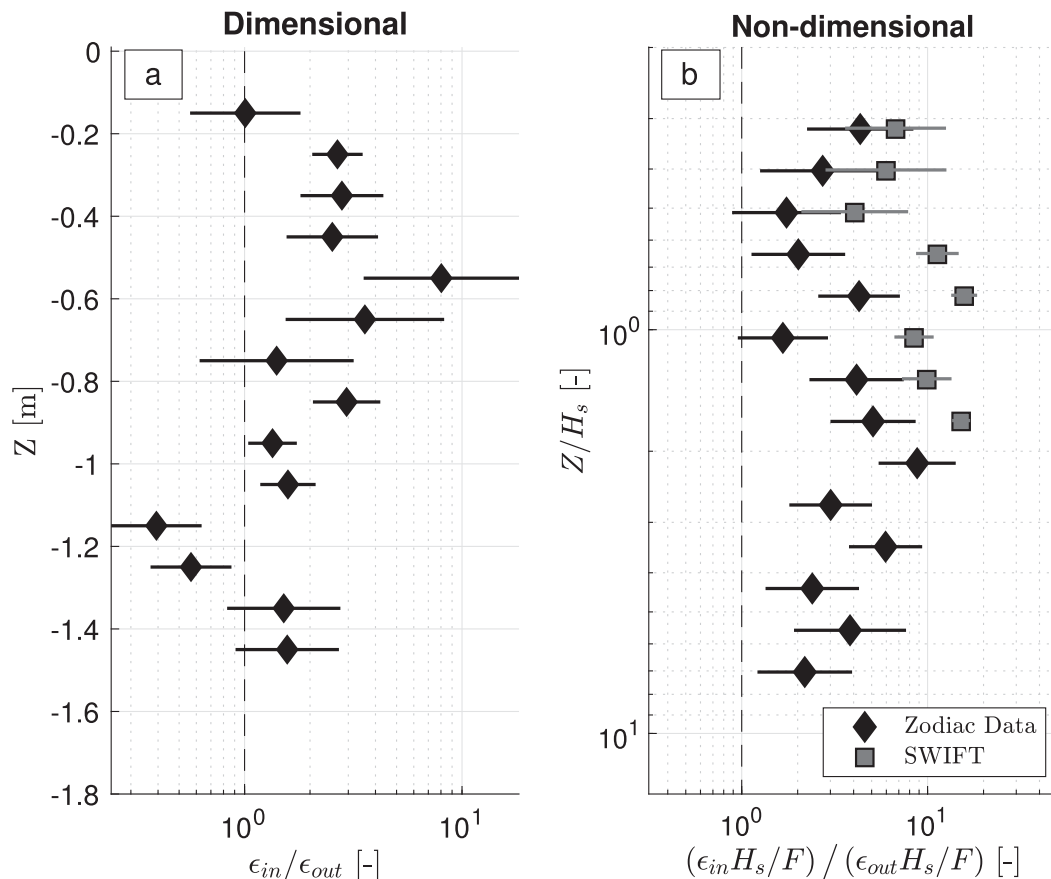 Dimensional
a
0
-0.2
-0.4
-0.6
-0.8
-1
-1.2
-1.4
-1.6
-1.8
Z [m]
10^0
10^1
ϵ_in/ϵ_out [-]
Non-dimensional
b
10^0
10^1
Z/H_s [-]
Zodiac Data
SWIFT
10^0
10^1
(ϵ_in H_s/F) / (ϵ_out H_s/F) [-]